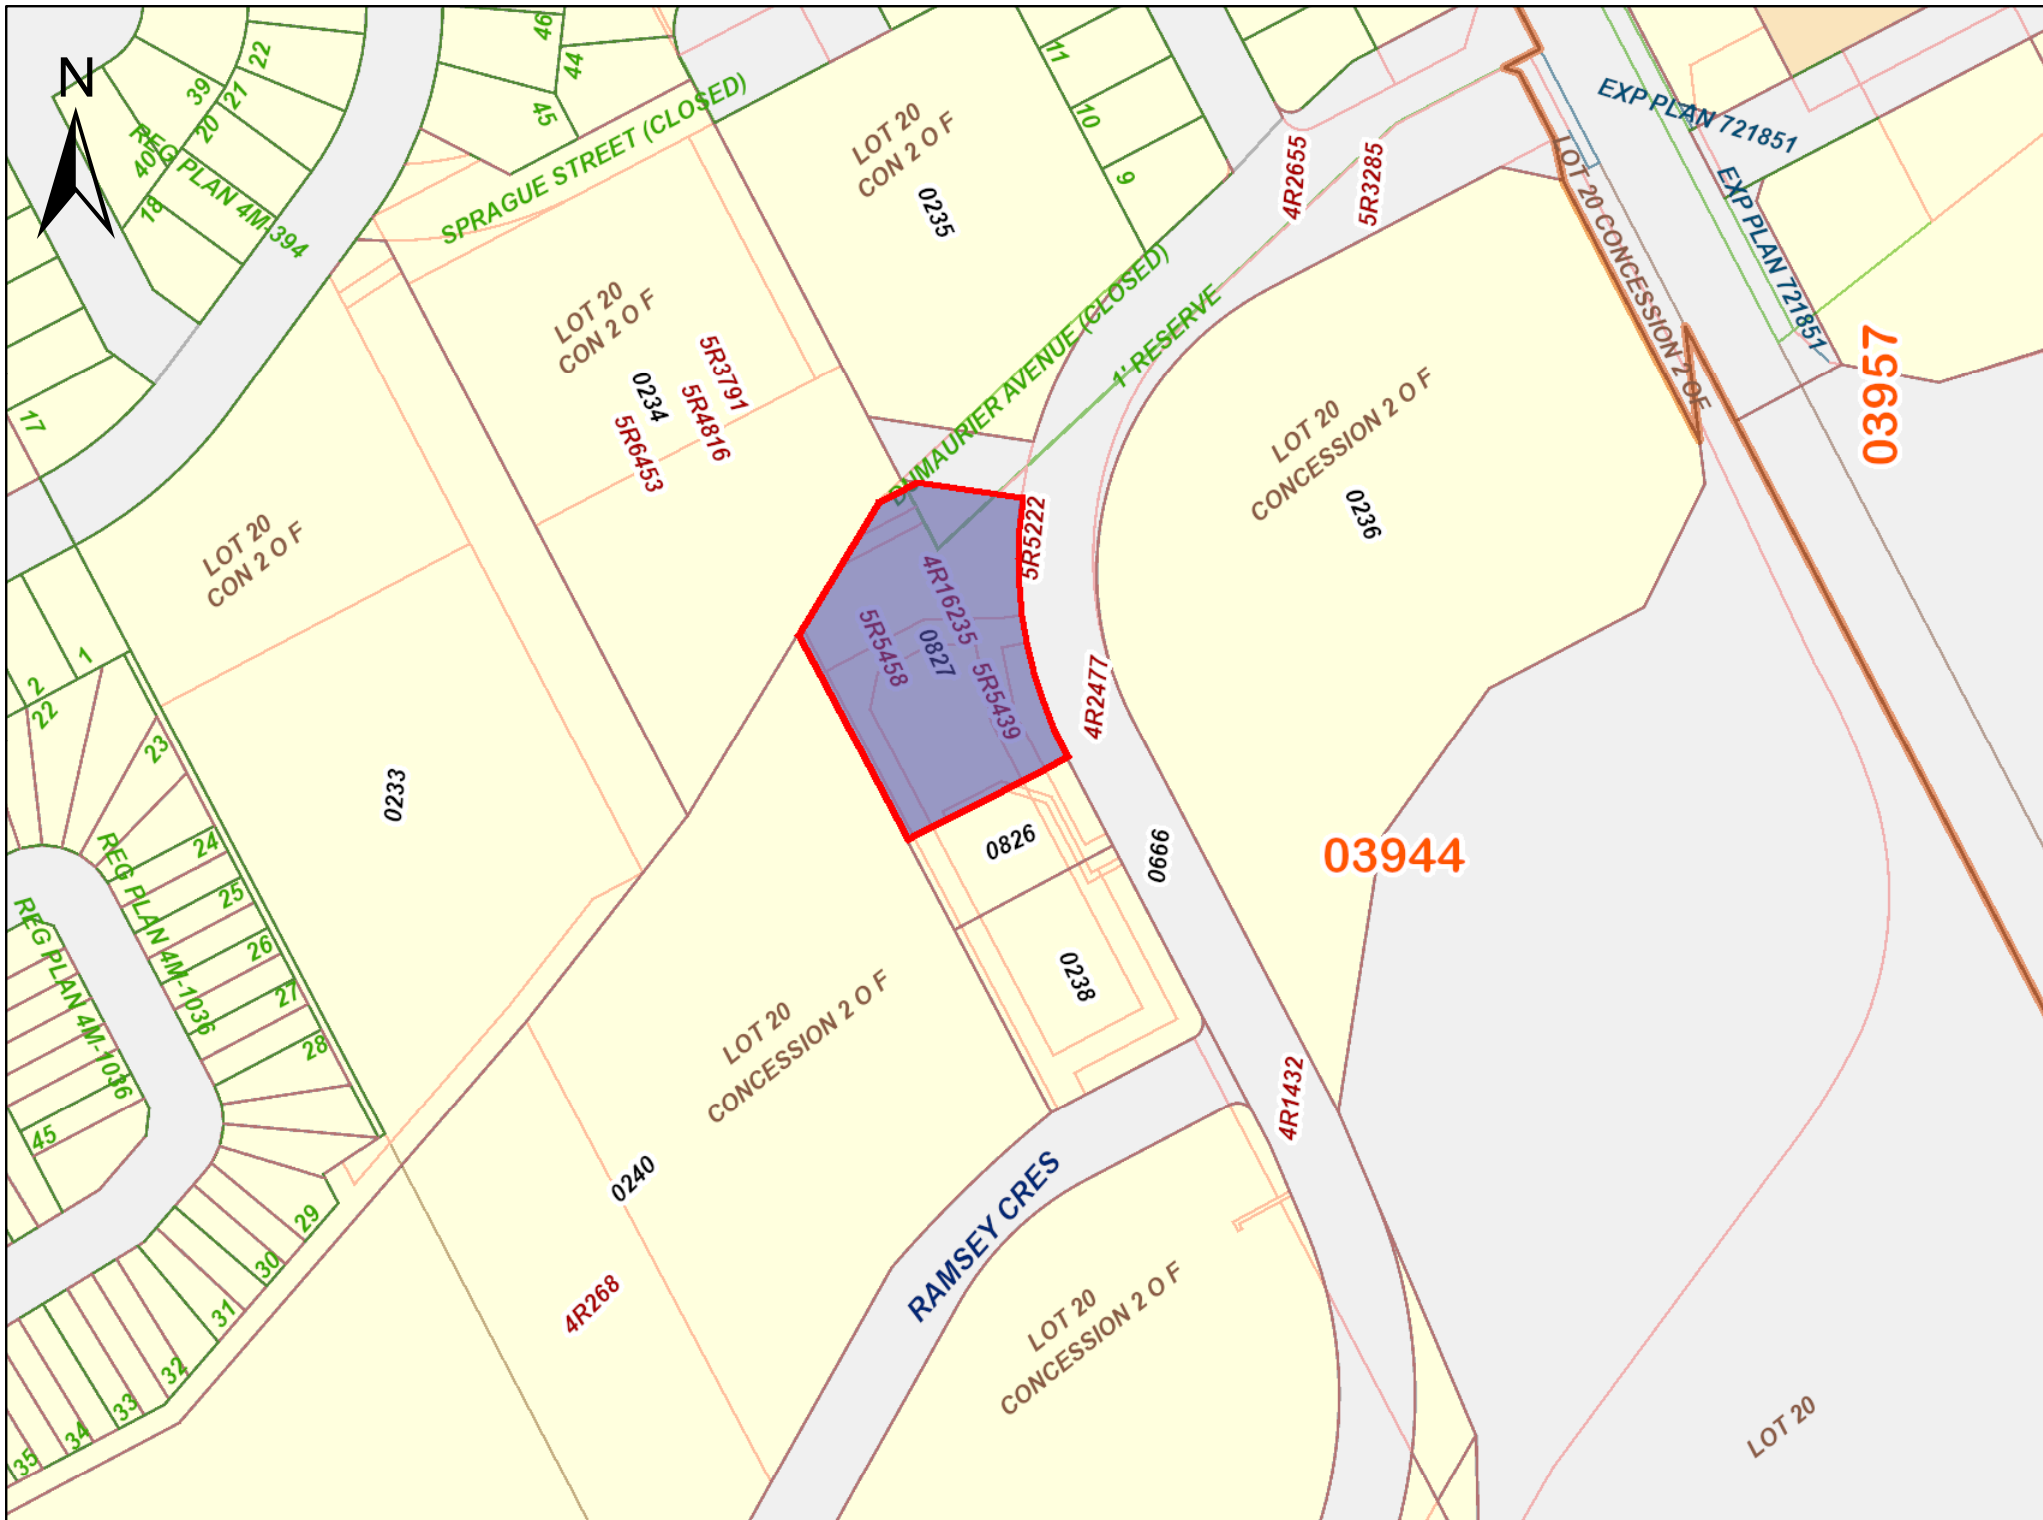 N
46
44
45
22
39
21
20
40
18
REG PLAN 4M-394
17
SPRAGUE STREET (CLOSED)
LOT 20
CON 2 O F
0235
11
10
9
4R2655
5R3285
EXP PLAN 721851
EXP PLAN 721851
LOT 20 CONCESSION 2 OF
03957
DUMAURIER AVENUE (CLOSED)
1' RESERVE
LOT 20
CON 2 O F
0234
5R3791
5R4816
5R6453
LOT 20
CONCESSION 2 O F
0236
LOT 20
CON 2 O F
0233
5R5222
4R16235
5R5458
0827
5R5439
4R2477
1
2
22
23
24
25
26
27
28
29
30
31
32
33
34
35
45
REG PLAN 4M-1036
REG PLAN 4M-1036
0826
0666
03944
0238
LOT 20
CONCESSION 2 O F
0240
4R268
4R1432
RAMSEY CRES
LOT 20
CONCESSION 2 O F
LOT 20